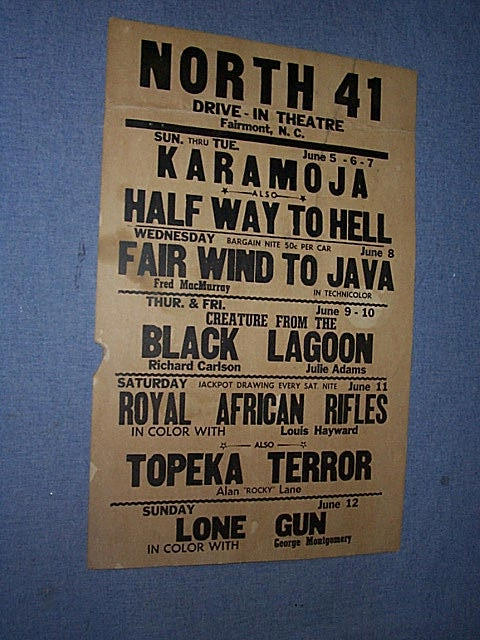 NORTH 41
DRIVE-IN THEATRE
Fairmont, N. C.
SUN. THRU TUE. June 5 - 6 - 7
KARAMOJA
ALSO
HALF WAY TO HELL
WEDNESDAY BARGAIN NITE 50c PER CAR June 8
FAIR WIND TO JAVA
Fred MacMurray IN TECHNICOLOR
THUR. & FRI. June 9 - 10
CREATURE FROM THE
BLACK LAGOON
Richard Carlson Julie Adams
SATURDAY JACKPOT DRAWING EVERY SAT. NITE June 11
ROYAL AFRICAN RIFLES
IN COLOR WITH Louis Hayward
ALSO
TOPEKA TERROR
Alan "ROCKY" Lane
SUNDAY June 12
LONE GUN
IN COLOR WITH George Montgomery